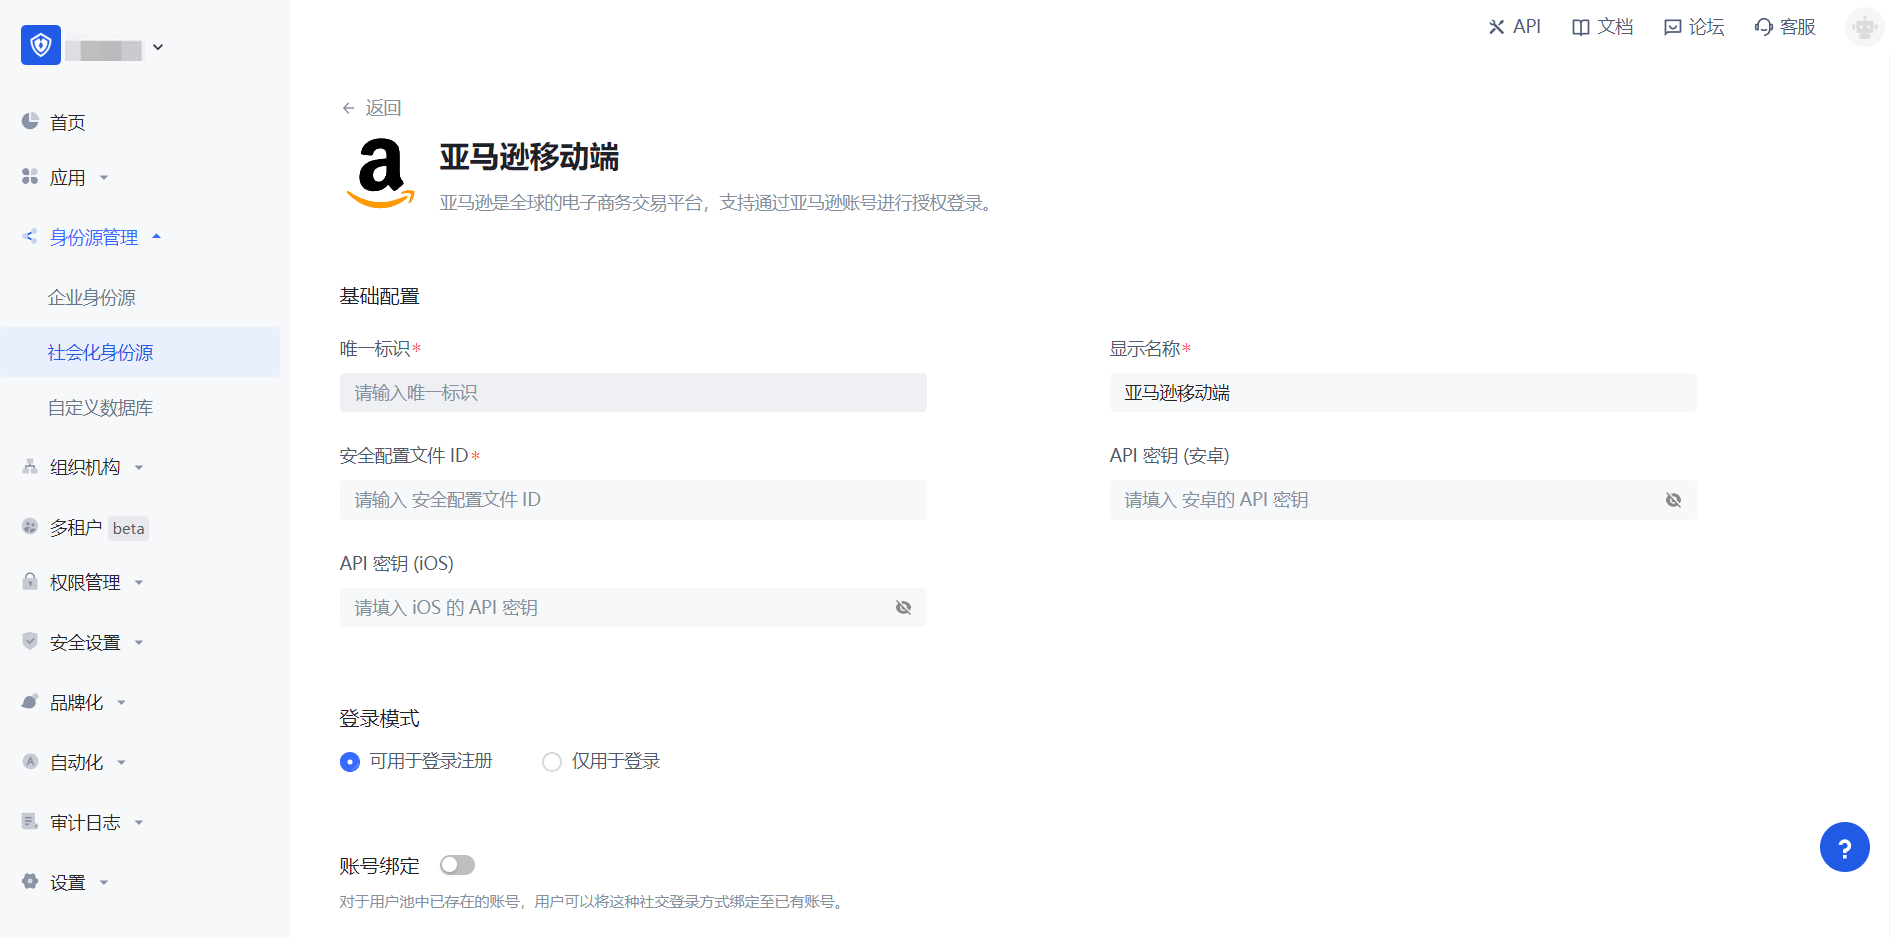 API
文档
论坛
客服
首页
应用
身份源管理
企业身份源
社会化身份源
自定义数据库
组织机构
多租户 beta
权限管理
安全设置
品牌化
自动化
审计日志
设置
← 返回
亚马逊移动端
亚马逊是全球的电子商务交易平台，支持通过亚马逊账号进行授权登录。
基础配置
唯一标识*
请输入唯一标识
显示名称*
亚马逊移动端
安全配置文件 ID*
请输入 安全配置文件 ID
API 密钥 (安卓)
请填入 安卓的 API 密钥
API 密钥 (iOS)
请填入 iOS 的 API 密钥
登录模式
可用于登录注册
仅用于登录
账号绑定
对于用户池中已存在的账号，用户可以将这种社交登录方式绑定至已有账号。
?